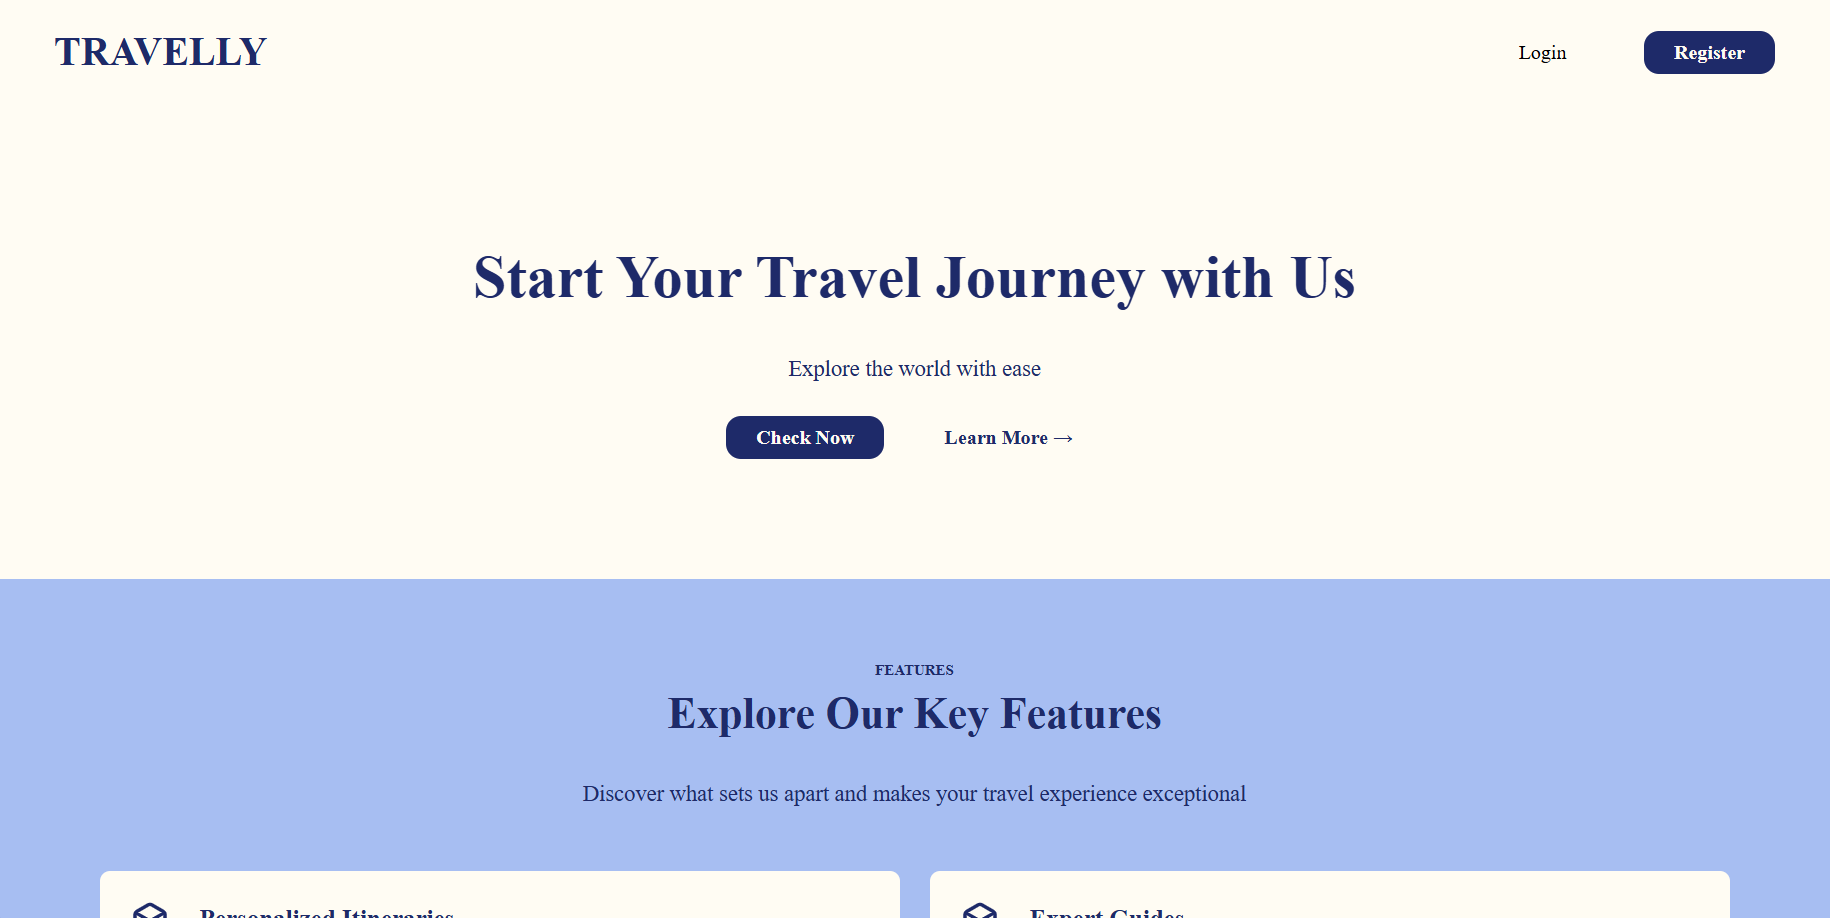 TRAVELLY
Login
Register
Start Your Travel Journey with Us
Explore the world with ease
Check Now
Learn More →
FEATURES
Explore Our Key Features
Discover what sets us apart and makes your travel experience exceptional
Personalized Itineraries
Expert Guides